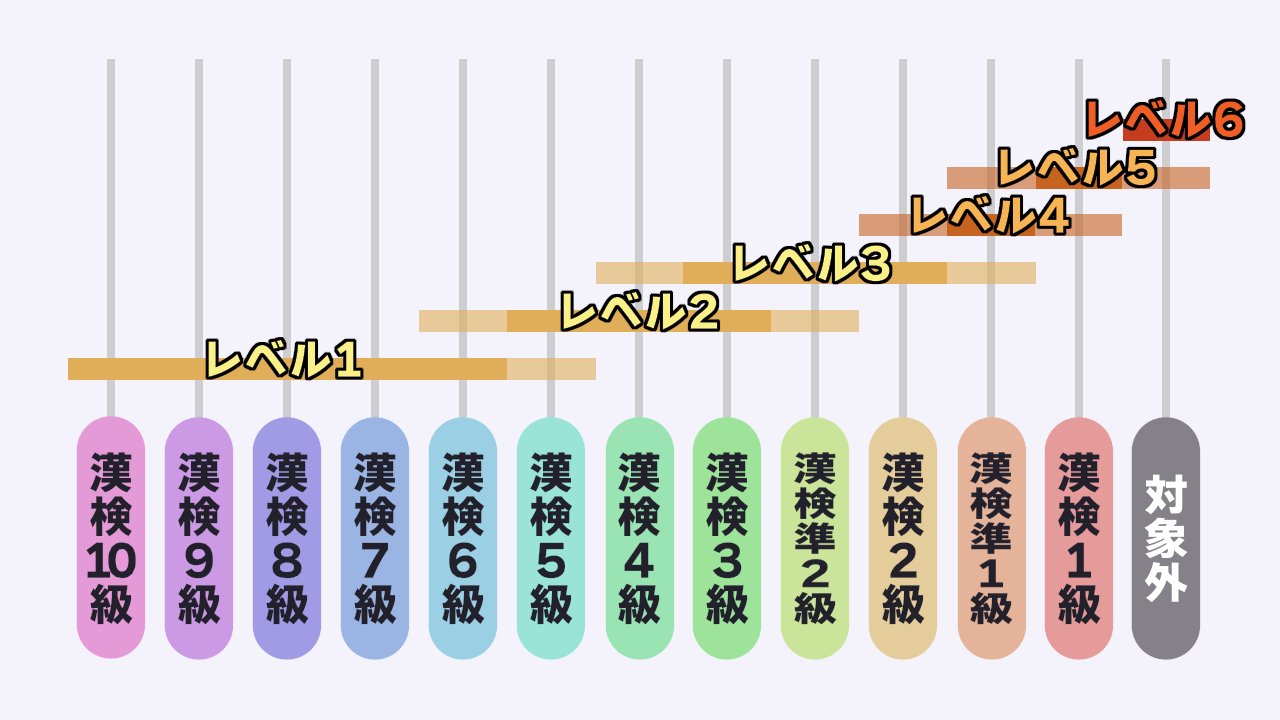 レベル6
レベル5
レベル4
レベル3
レベル2
レベル1
漢検10級
漢検9級
漢検8級
漢検7級
漢検6級
漢検5級
漢検4級
漢検3級
漢検準2級
漢検2級
漢検準1級
漢検1級
対象外